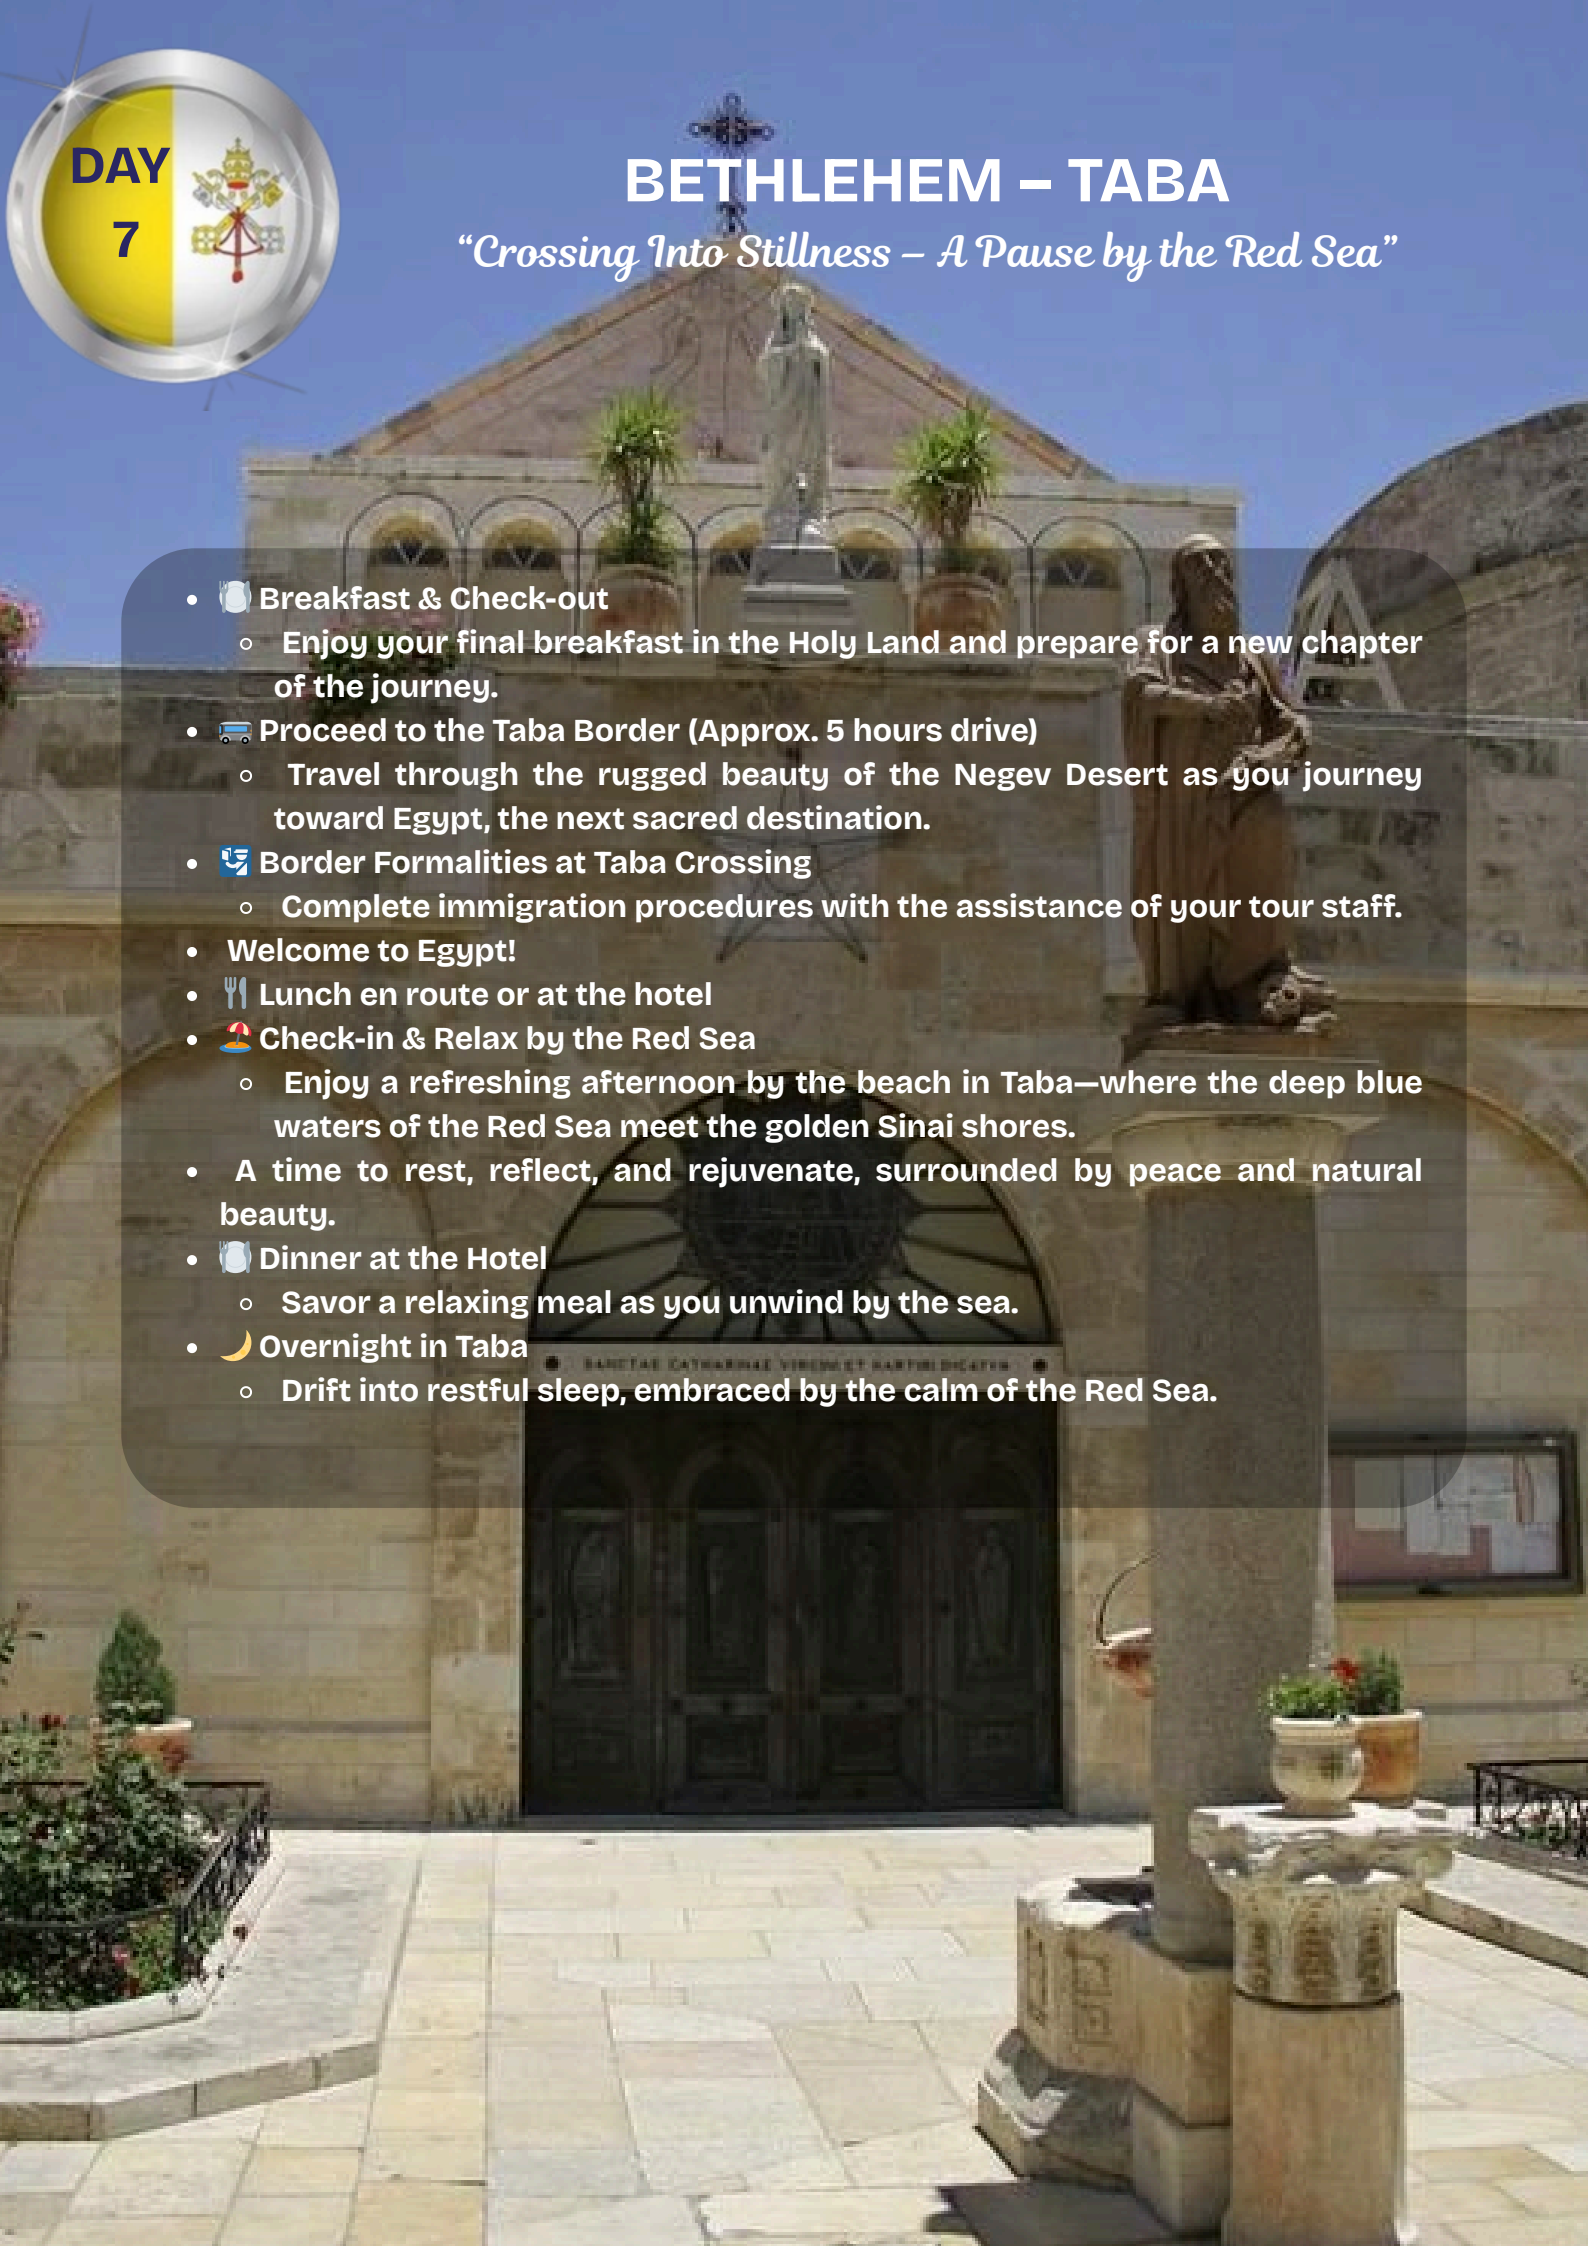 DAY
7
BETHLEHEM – TABA
“Crossing Into Stillness – A Pause by the Red Sea”
• 🍽️ Breakfast & Check-out
○ Enjoy your final breakfast in the Holy Land and prepare for a new chapter
of the journey.
• 🚌 Proceed to the Taba Border (Approx. 5 hours drive)
○ Travel through the rugged beauty of the Negev Desert as you journey
toward Egypt, the next sacred destination.
• 🛂 Border Formalities at Taba Crossing
○ Complete immigration procedures with the assistance of your tour staff.
• Welcome to Egypt!
• 🍴 Lunch en route or at the hotel
• 🏖️ Check-in & Relax by the Red Sea
○ Enjoy a refreshing afternoon by the beach in Taba—where the deep blue
waters of the Red Sea meet the golden Sinai shores.
• A time to rest, reflect, and rejuvenate, surrounded by peace and natural
beauty.
• 🍽️ Dinner at the Hotel
○ Savor a relaxing meal as you unwind by the sea.
• 🌙 Overnight in Taba
SANCTAE CATHARINAE VIRGINI ET MARTIRI DICATUM
○ Drift into restful sleep, embraced by the calm of the Red Sea.